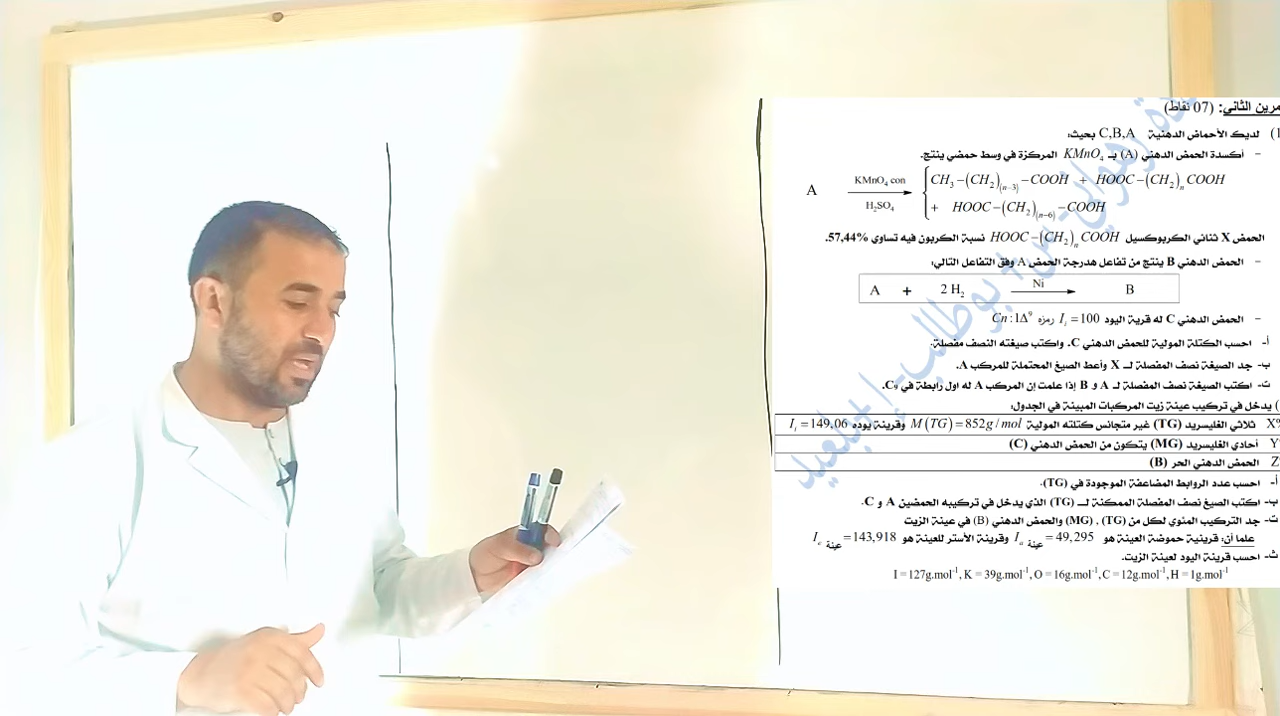 مرين الثاني: (07 نقاط)
1) لديك الأحماض الدهنية C,B,A بحيث:
- أكسدة الحمض الدهني (A) بـ KMnO₄ المركزة في وسط حمضي ينتج.
A KMnO₄ con H₂SO₄ CH₃−(CH₂)₍ₙ₋₃₎−COOH + HOOC−(CH₂)ₙCOOH
+ HOOC−(CH₂)₍ₙ₋₆₎−COOH
الحمض X ثنائي الكربوكسيل HOOC−(CH₂)ₙCOOH نسبة الكربون فيه تساوي 57,44%.
- الحمض الدهني B ينتج من تفاعل هدرجة الحمض A وفق التفاعل التالي:
A + 2 H₂ Ni B
- الحمض الدهني C له قرية اليود Iᵢ = 100 رمزه Cn:1Δ⁹
أ- احسب الكتلة المولية للحمض الدهني C، واكتب صيغته النصف مفصلة.
ب- جد الصيغة نصف المفصلة لـ X وأعط الصيغ المحتملة للمركب A.
ت- اكتب الصيغة نصف المفصلة لـ A و B إذا علمت إن المركب A له اول رابطة في C₉.
) يدخل في تركيب عينة زيت المركبات المبينة في الجدول:
X% ثلاثي الغليسريد (TG) غير متجانس كتلته المولية M(TG) = 852g/mol وقرينة يوده Iᵢ = 149,06
Y أحادي الغليسريد (MG) يتكون من الحمض الدهني (C)
Z الحمض الدهني الحر (B)
أ- احسب عدد الروابط المضاعفة الموجودة في (TG).
ب- اكتب الصيغ نصف المفصلة الممكنة لـ (TG) الذي يدخل في تركيبه الحمضين A و C.
ت- جد التركيب المئوي لكل من (TG) ، (MG) والحمض الدهني (B) في عينة الزيت
علما أن: قرينية حموضة العينة هو Iₐ عينة = 49,295 وقرينة الأستر للعينة هو Iₑ عينة = 143,918
ث- احسب قرينة اليود لعينة الزيت.
I = 127g.mol⁻¹, K = 39g.mol⁻¹, O = 16g.mol⁻¹, C = 12g.mol⁻¹, H = 1g.mol⁻¹